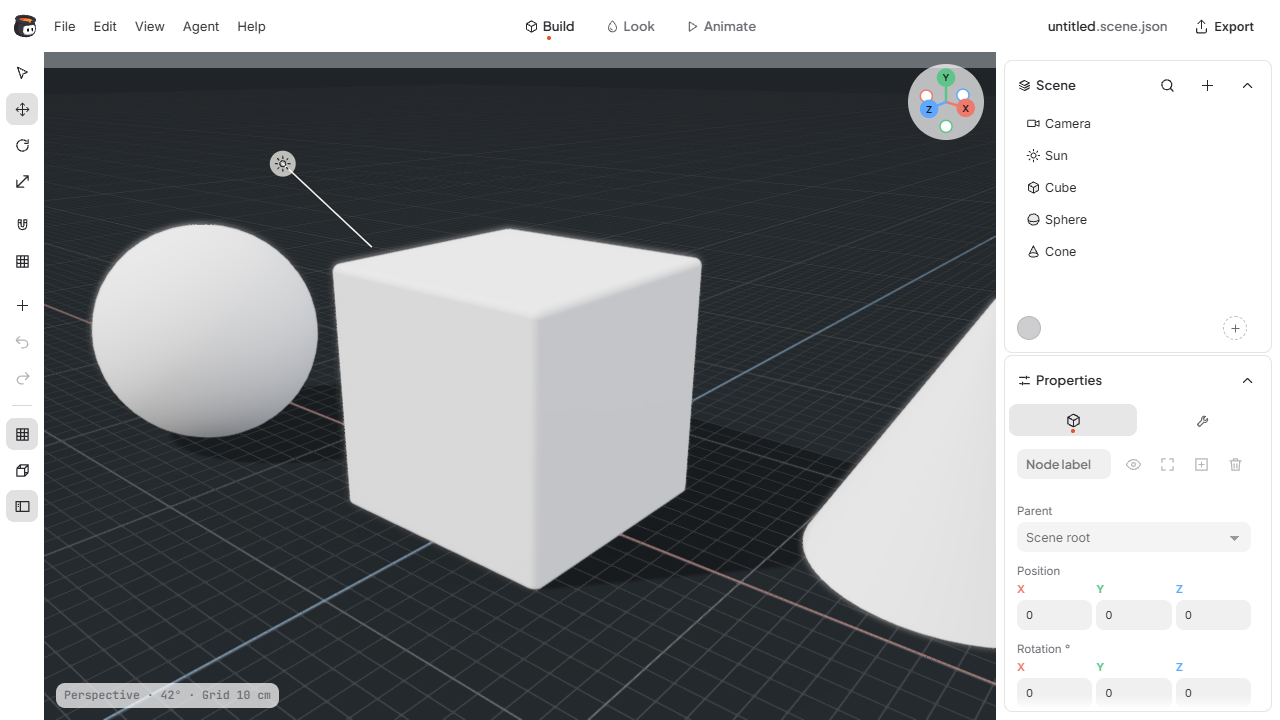 File Edit View Agent Help
Build Look Animate
untitled.scene.json Export
Scene
Camera
Sun
Cube
Sphere
Cone
Y
Z X
Properties
Node label
Parent
Scene root
Position
X Y Z
0 0 0
Rotation °
X Y Z
0 0 0
Perspective · 42° · Grid 10 cm